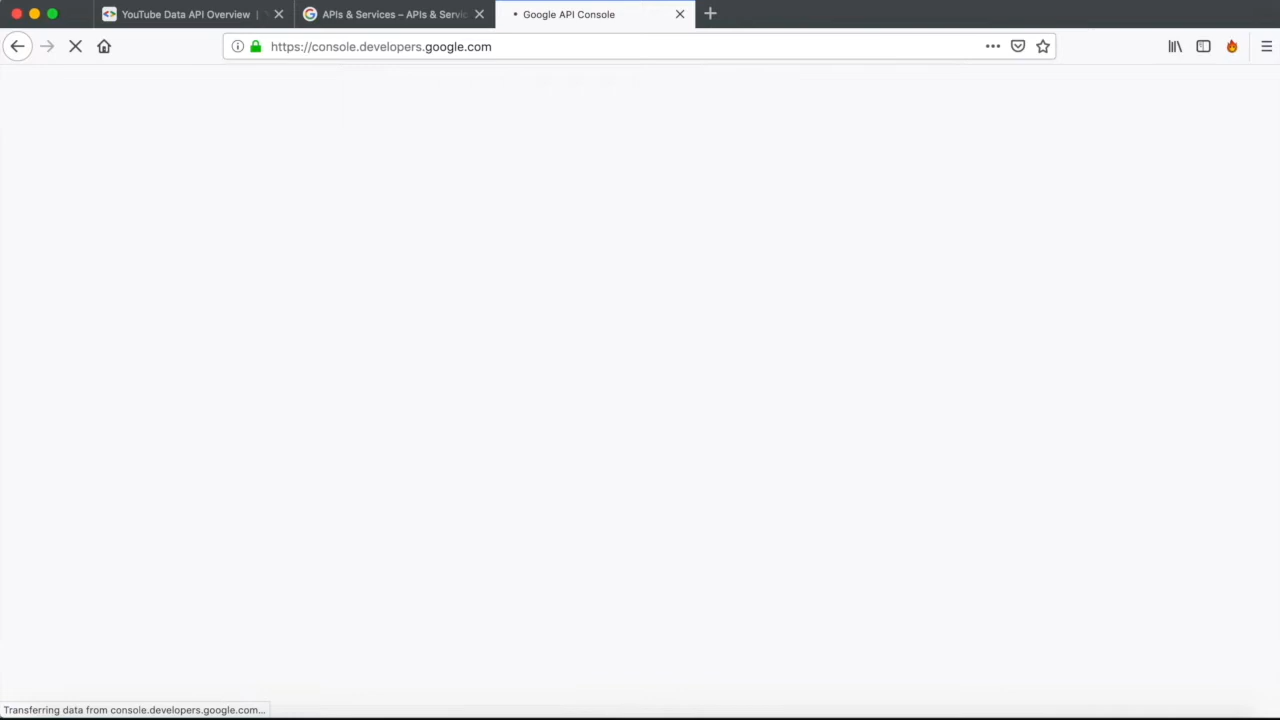 YouTube Data API Overview
APIs & Services – APIs & Servic
Google API Console
https://console.developers.google.com
Transferring data from console.developers.google.com...